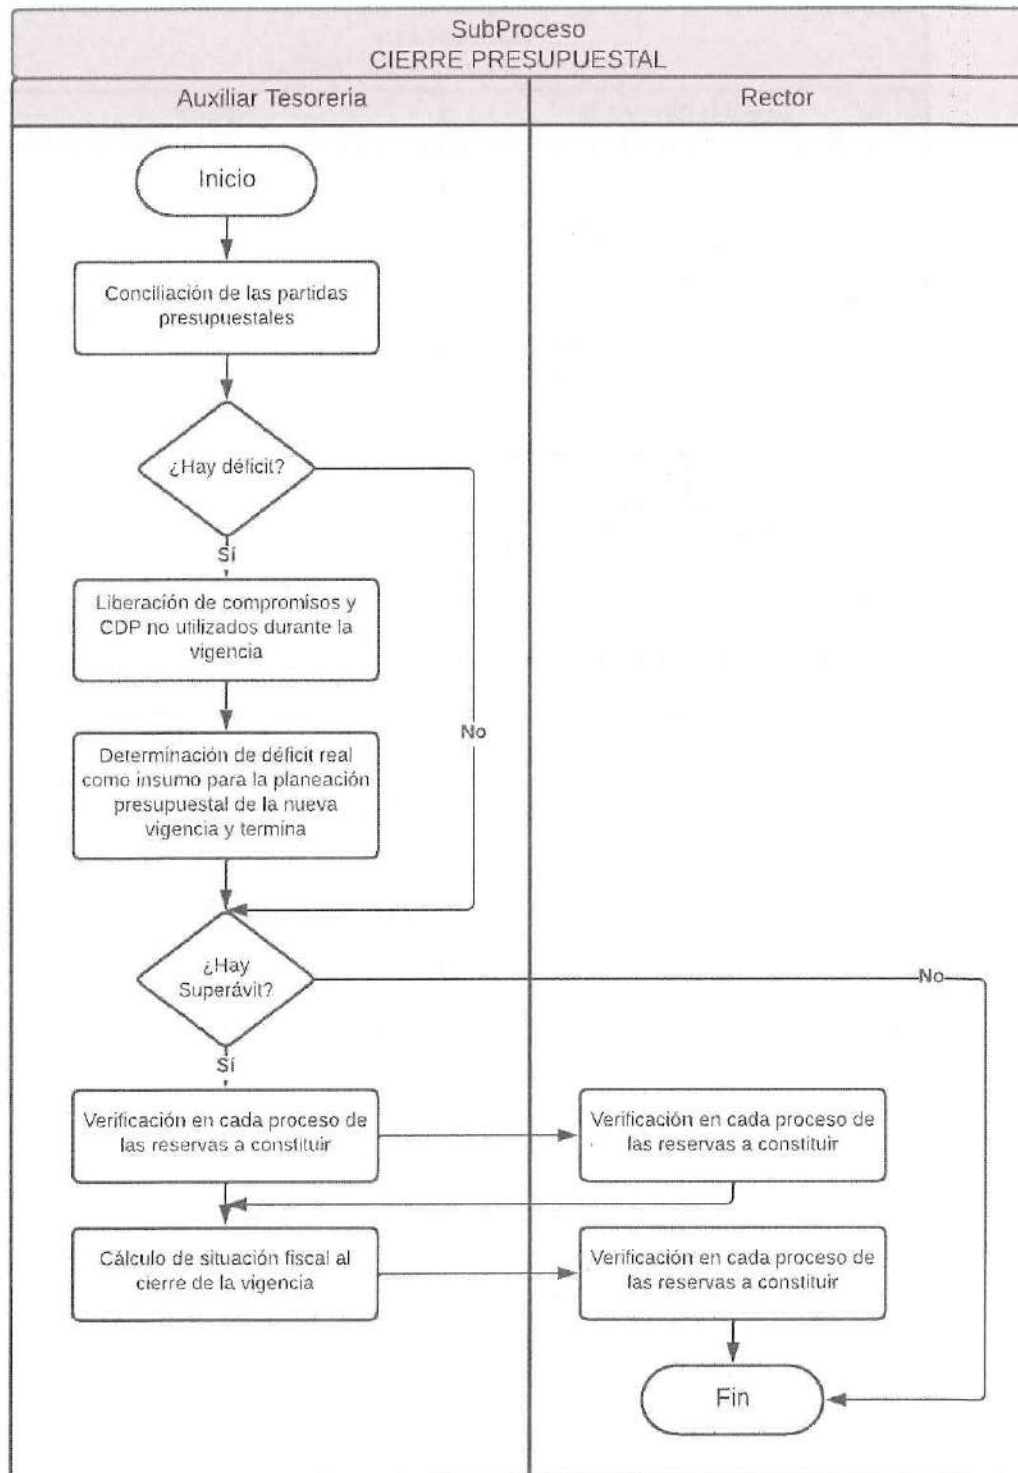 SubProceso
CIERRE PRESUPUESTAL
Auxiliar Tesoreria
Rector
Inicio
Conciliación de las partidas
presupuestales
¿Hay déficit?
Sí
Liberación de compromisos y
CDP no utilizados durante la
vigencia
No
Determinación de déficit real
como insumo para la planeación
presupuestal de la nueva
vigencia y termina
¿Hay
Superávit?
No
Sí
Verificación en cada proceso de
las reservas a constituir
Verificación en cada proceso de
las reservas a constituir
Cálculo de situación fiscal al
cierre de la vigencia
Verificación en cada proceso de
las reservas a constituir
Fin